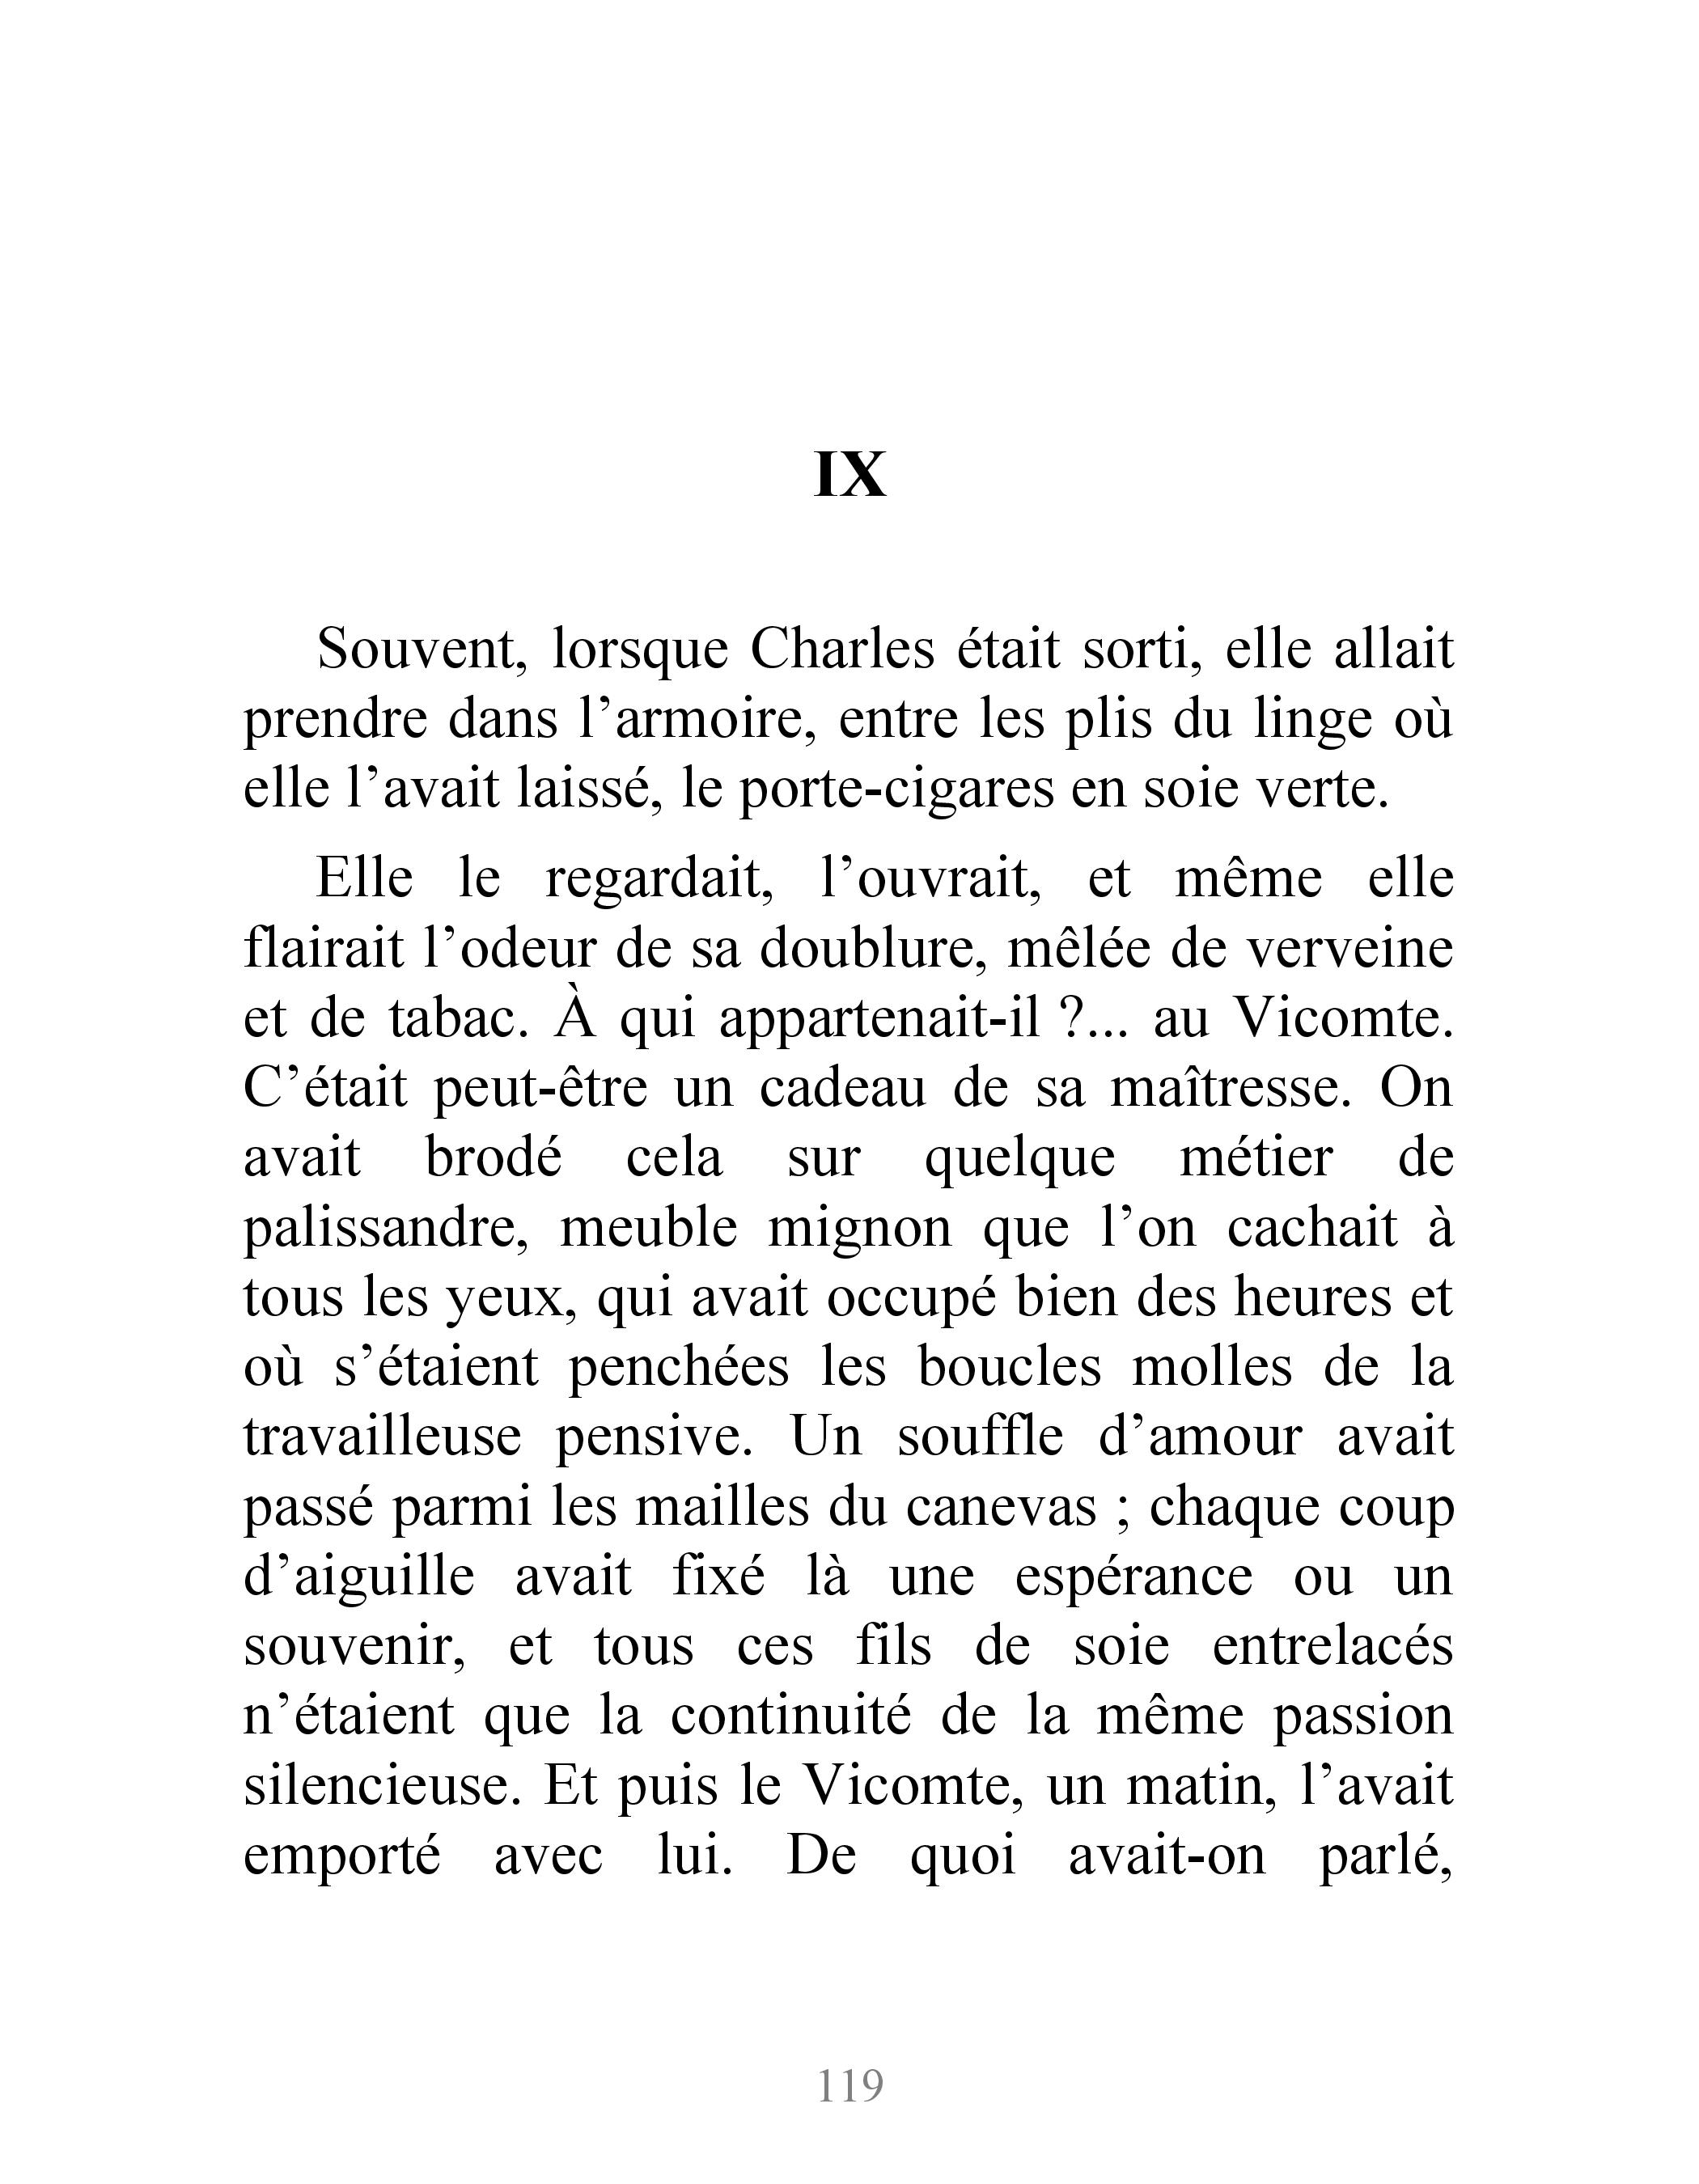 IX
Souvent, lorsque Charles était sorti, elle allait
prendre dans l’armoire, entre les plis du linge où
elle l’avait laissé, le porte-cigares en soie verte.
Elle le regardait, l’ouvrait, et même elle
flairait l’odeur de sa doublure, mêlée de verveine
et de tabac. À qui appartenait-il ?... au Vicomte.
C’était peut-être un cadeau de sa maîtresse. On
avait brodé cela sur quelque métier de
palissandre, meuble mignon que l’on cachait à
tous les yeux, qui avait occupé bien des heures et
où s’étaient penchées les boucles molles de la
travailleuse pensive. Un souffle d’amour avait
passé parmi les mailles du canevas ; chaque coup
d’aiguille avait fixé là une espérance ou un
souvenir, et tous ces fils de soie entrelacés
n’étaient que la continuité de la même passion
silencieuse. Et puis le Vicomte, un matin, l’avait
emporté avec lui. De quoi avait-on parlé,
119